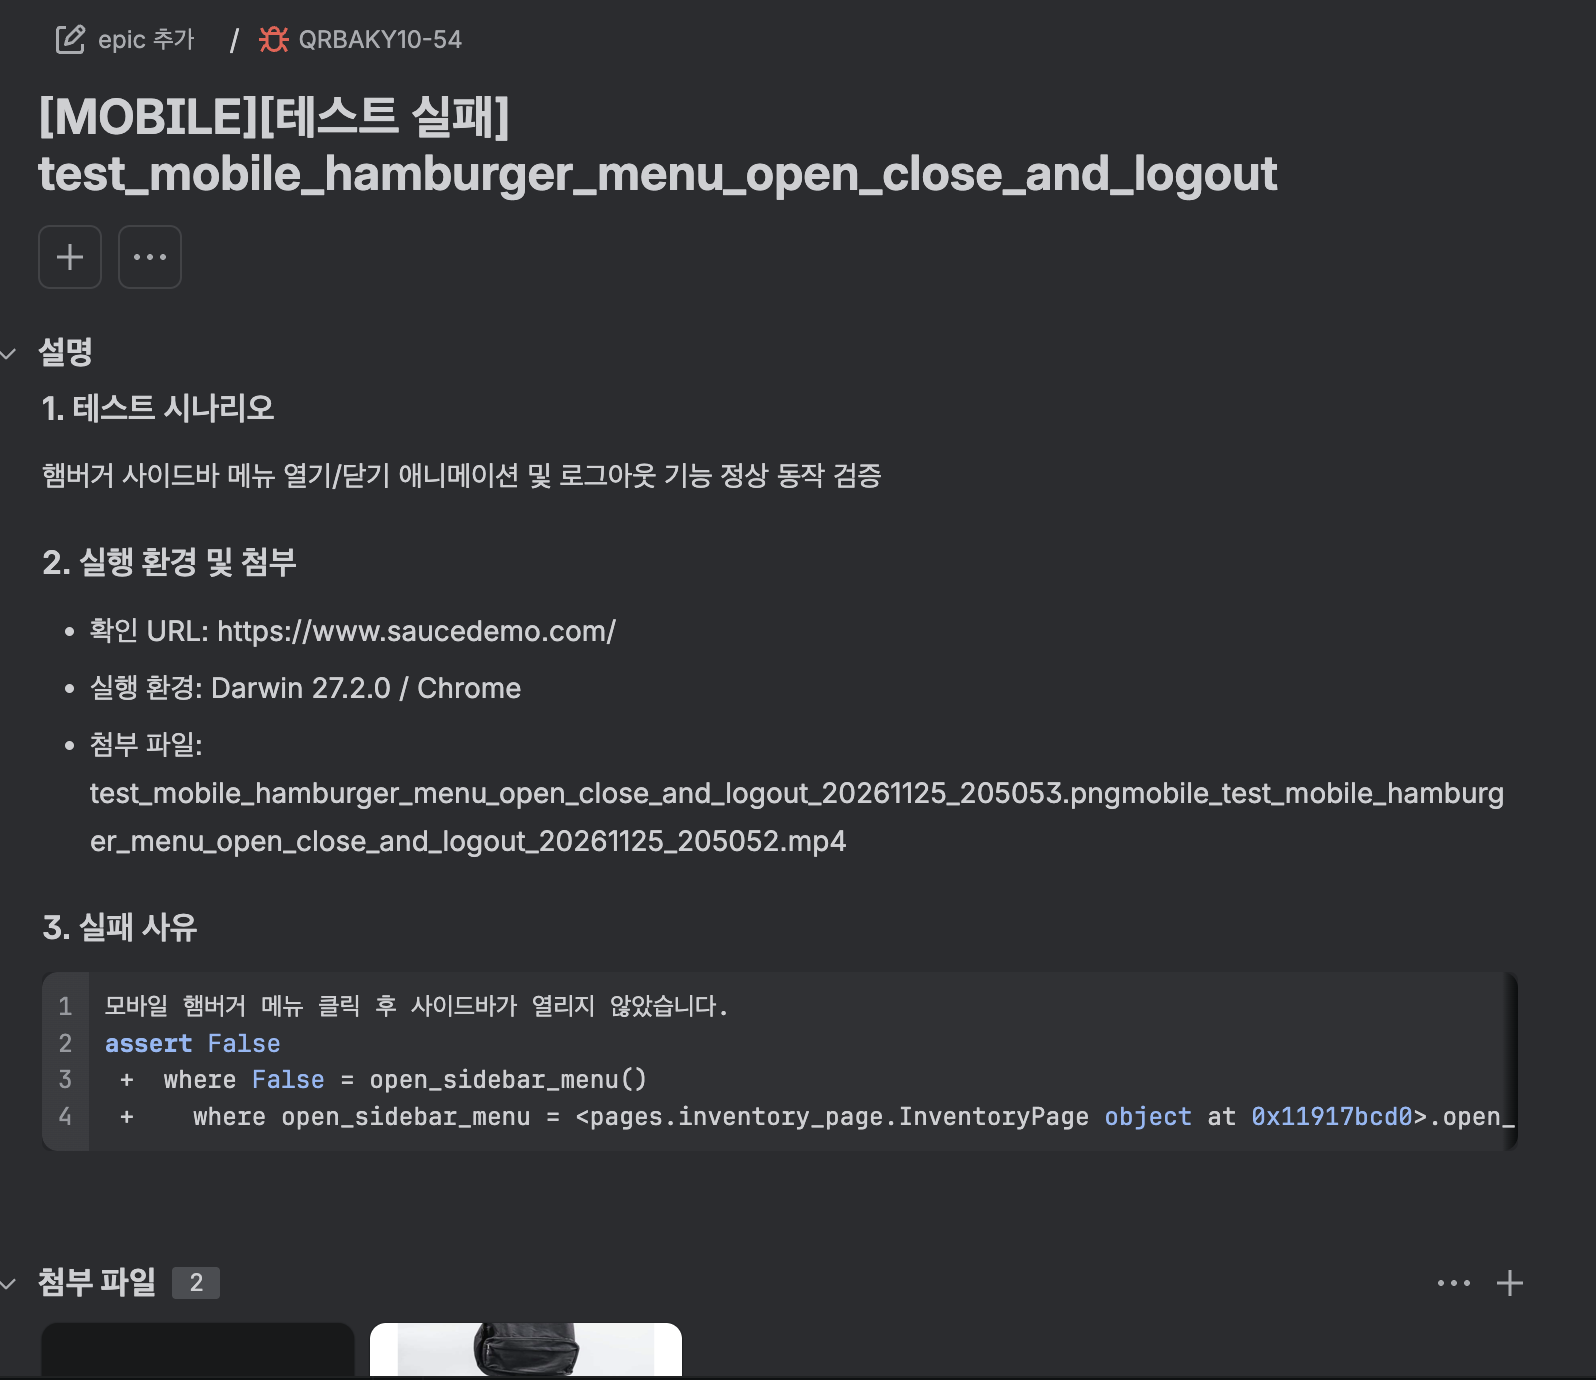 epic 추가 / QRBAKY10-54
[MOBILE][테스트 실패]
test_mobile_hamburger_menu_open_close_and_logout
설명
1. 테스트 시나리오
햄버거 사이드바 메뉴 열기/닫기 애니메이션 및 로그아웃 기능 정상 동작 검증
2. 실행 환경 및 첨부
• 확인 URL: https://www.saucedemo.com/
• 실행 환경: Darwin 27.2.0 / Chrome
• 첨부 파일:
test_mobile_hamburger_menu_open_close_and_logout_20261125_205053.pngmobile_test_mobile_hamburg
er_menu_open_close_and_logout_20261125_205052.mp4
3. 실패 사유
1 모바일 햄버거 메뉴 클릭 후 사이드바가 열리지 않았습니다.
2 assert False
3  +  where False = open_sidebar_menu()
4  +    where open_sidebar_menu = <pages.inventory_page.InventoryPage object at 0x11917bcd0>.open_
첨부 파일 2